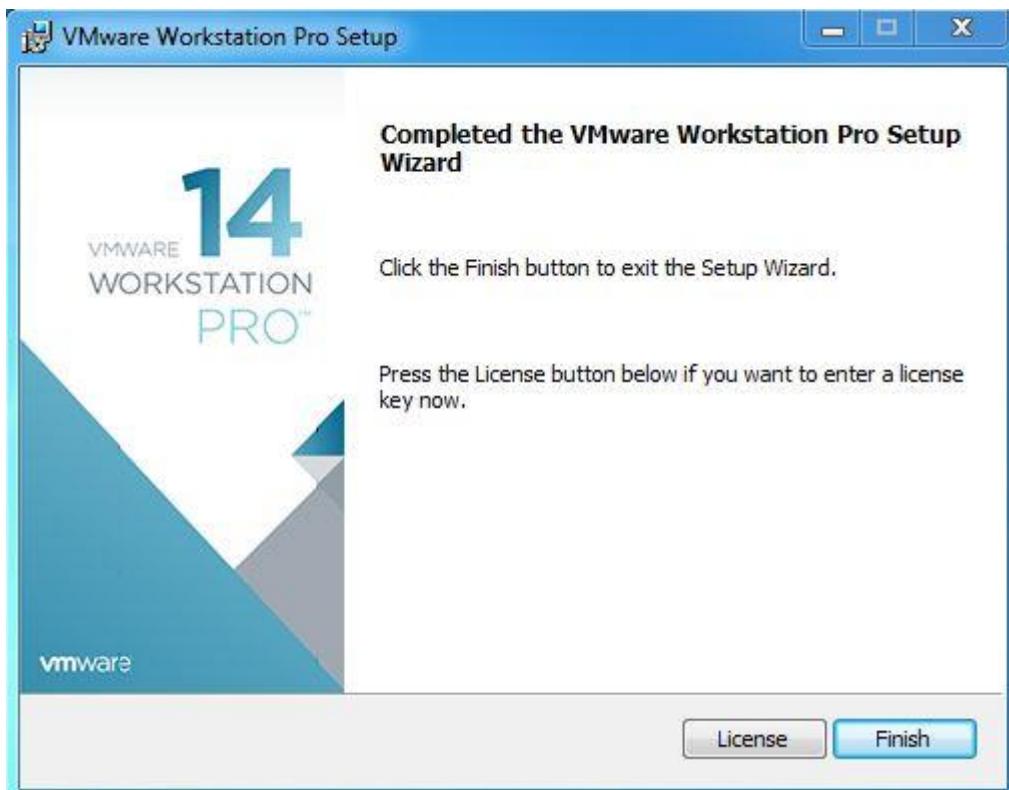 VMware Workstation Pro Setup
14
VMWARE
WORKSTATION
PRO™
Completed the VMware Workstation Pro Setup
Wizard
Click the Finish button to exit the Setup Wizard.
Press the License button below if you want to enter a license
key now.
vmware
License
Finish